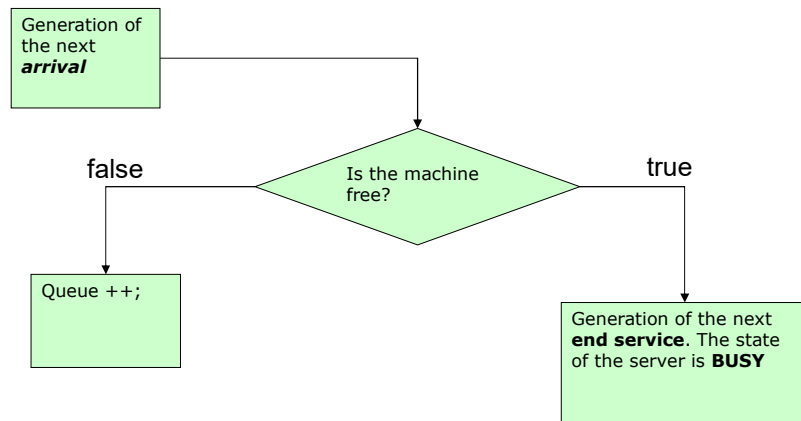 Generation of
the next
arrival
false
Is the machine
free?
true
Queue ++;
Generation of the next
end service. The state
of the server is BUSY